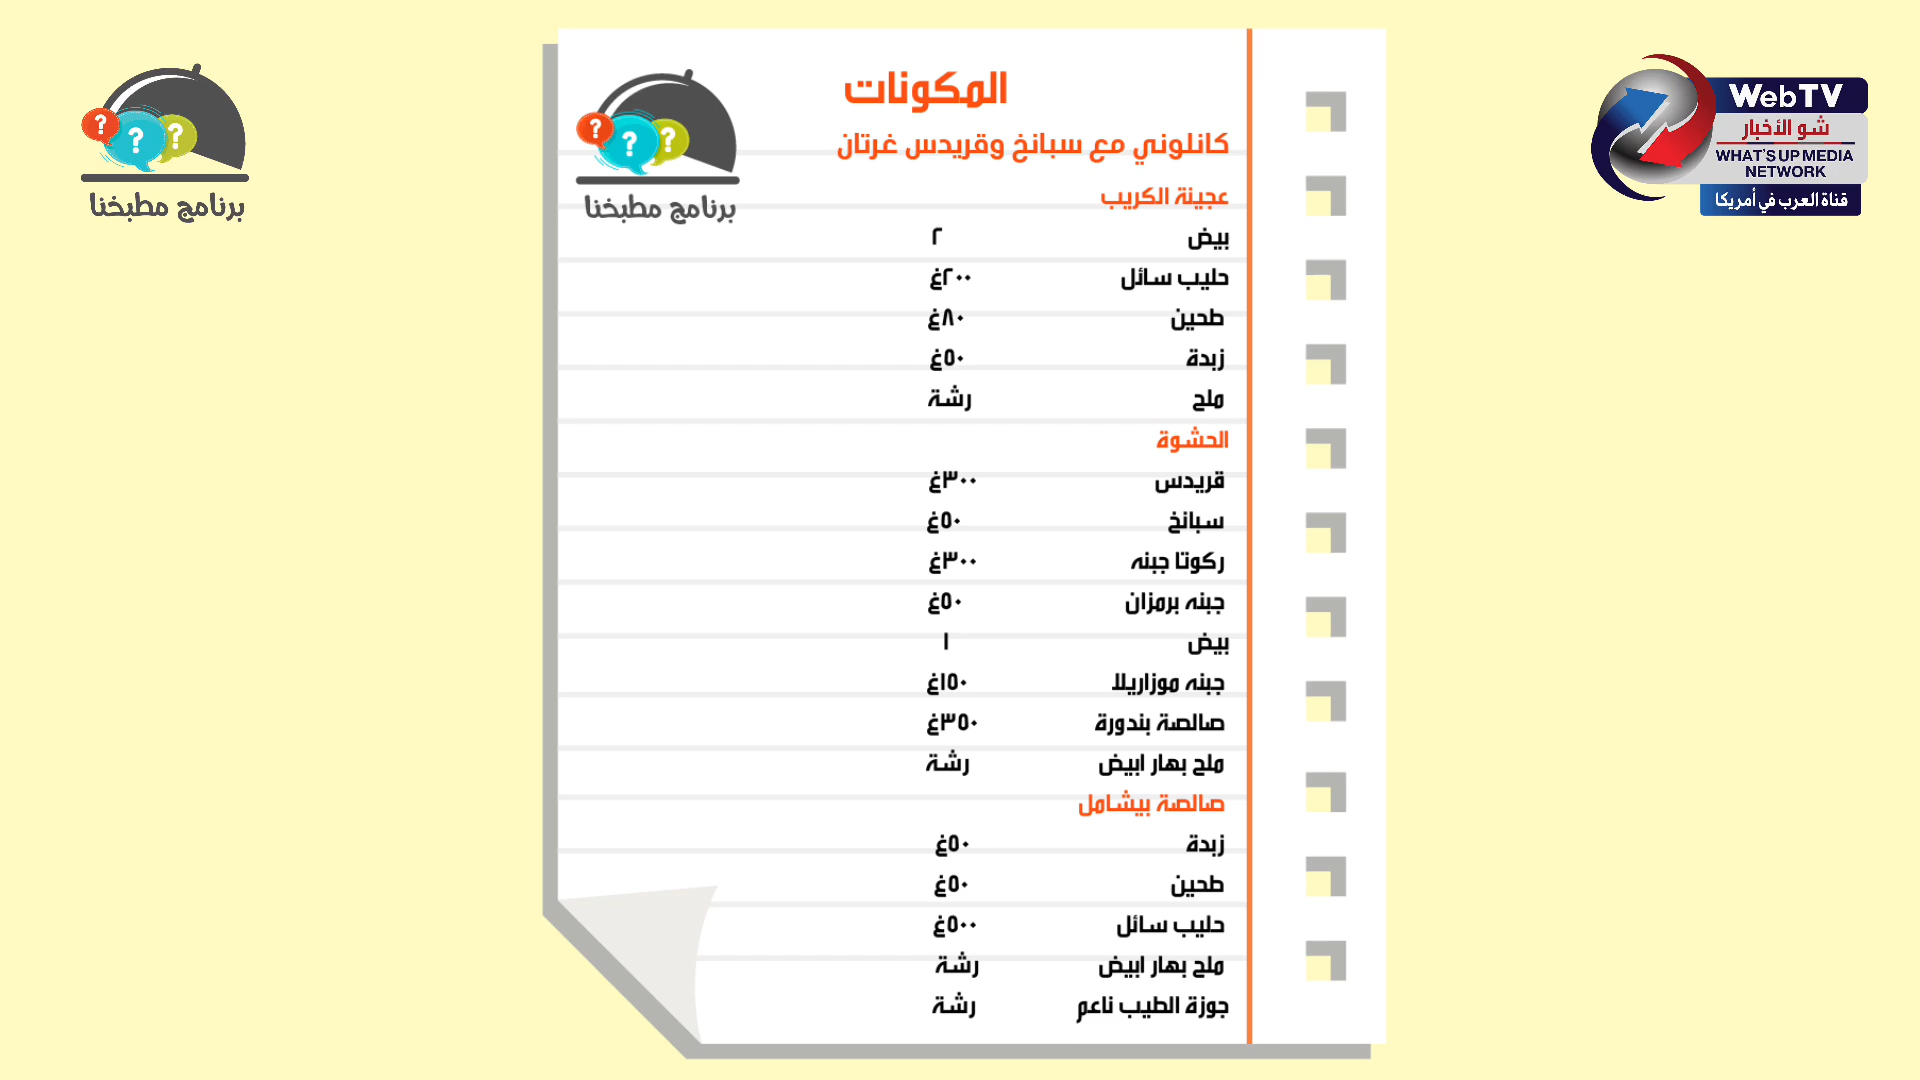 المكونات
كانلوني مع سبانخ وقريدس غرتان
عجينة الكريب
بيض ٢
حليب سائل ٢٠٠غ
طحين ٨٠غ
زبدة ٥٠غ
ملح رشة
الحشوة
قريدس ٣٠٠غ
سبانخ ٥٠غ
ركوتا جبنه ٣٠٠غ
جبنه برمزان ٥٠غ
بيض ١
جبنه موزاريلا ١٥٠غ
صالصة بندورة ٣٥٠غ
ملح بهار ابيض رشة
صالصة بيشامل
زبدة ٥٠غ
طحين ٥٠غ
حليب سائل ٥٠٠غ
ملح بهار ابيض رشة
جوزة الطيب ناعم رشة
? ? ?
برنامج مطبخنا
? ? ?
برنامج مطبخنا
WebTV
شو الأخبار
WHAT'S UP MEDIA
NETWORK
قناة العرب في أمريكا